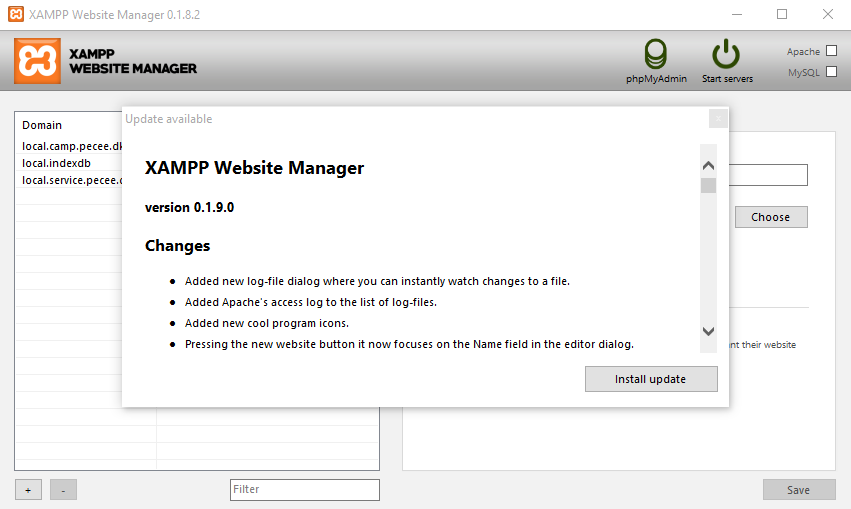 XAMPP Website Manager 0.1.8.2
XAMPP
WEBSITE MANAGER
phpMyAdmin
Start servers
Apache
MySQL
Domain
local.camp.pecee.dk
local.indexdb
local.service.pecee.
Update available
x
XAMPP Website Manager
version 0.1.9.0
Changes
• Added new log-file dialog where you can instantly watch changes to a file.
• Added Apache's access log to the list of log-files.
• Added new cool program icons.
• Pressing the new website button it now focuses on the Name field in the editor dialog.
Install update
Choose
nt their website
+
-
Filter
Save